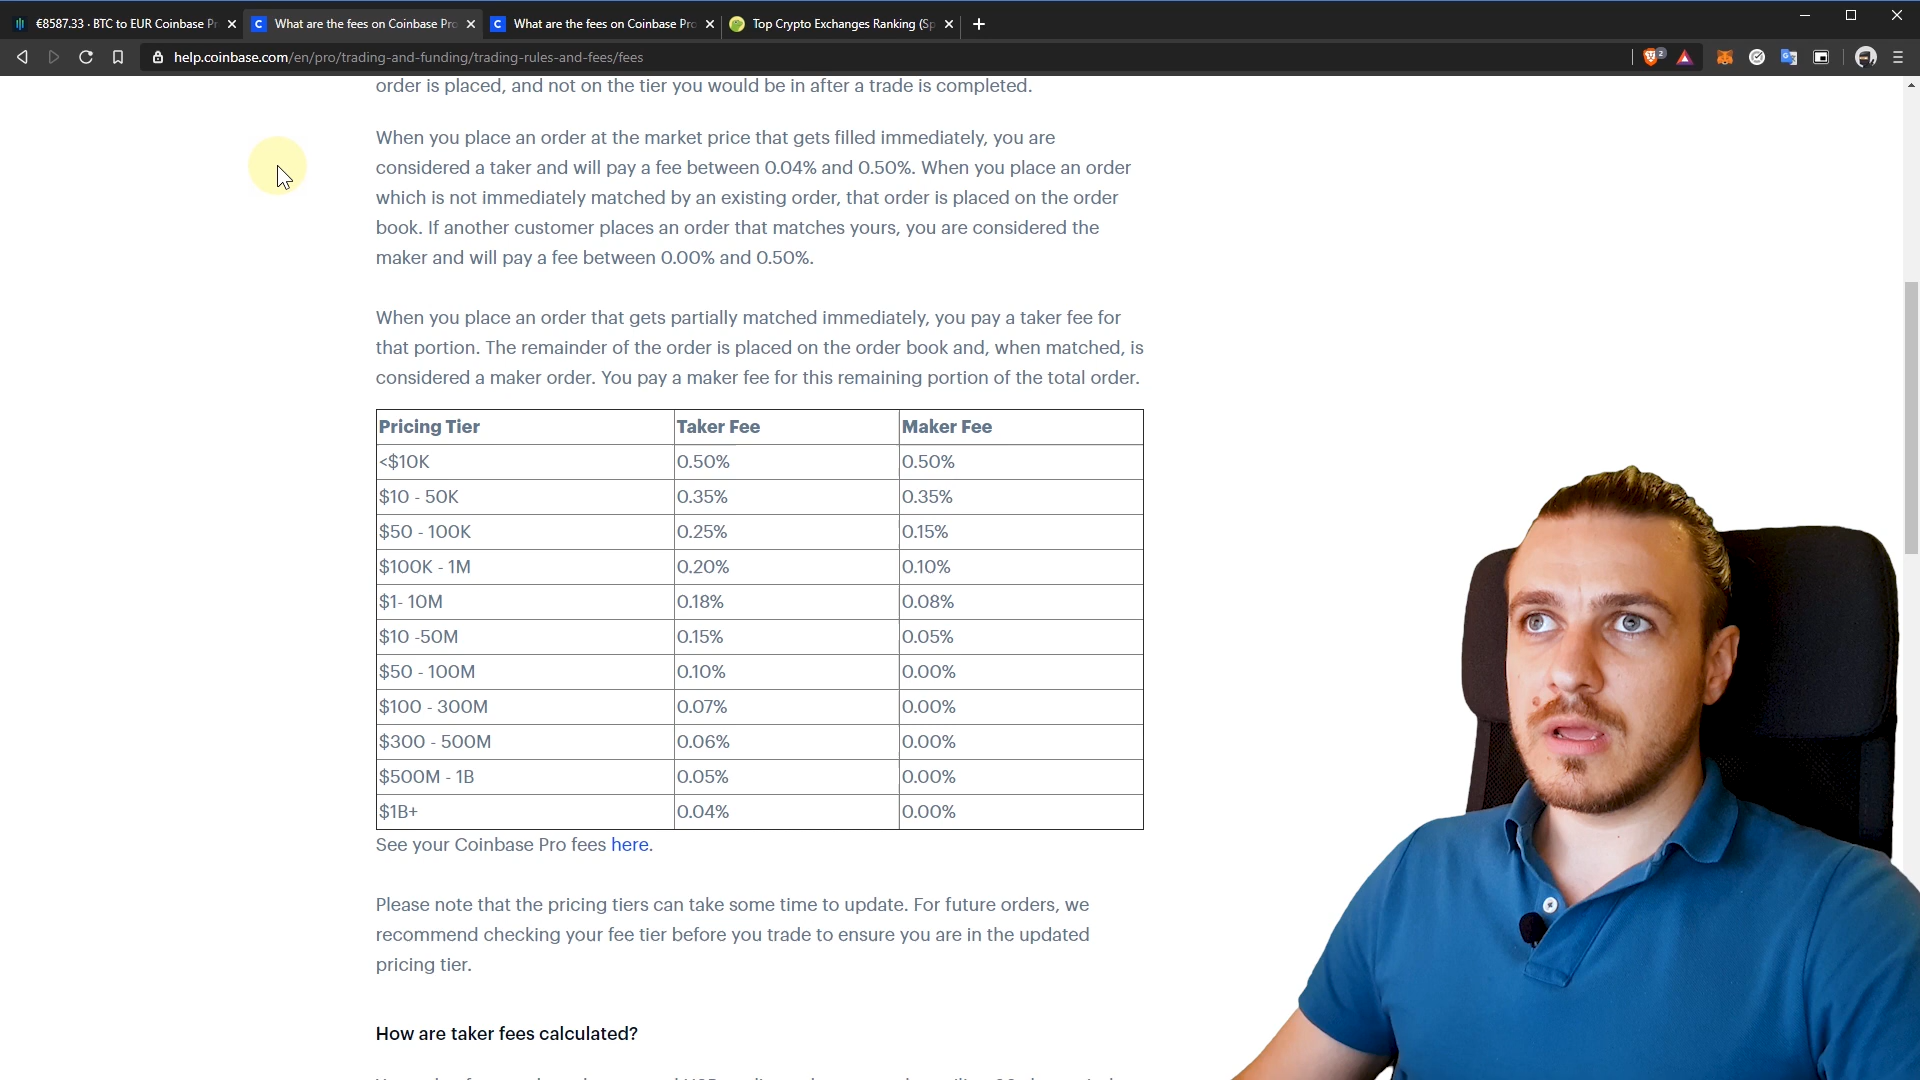 €8587.33 · BTC to EUR Coinbase Pr
What are the fees on Coinbase Pro
What are the fees on Coinbase Pro
Top Crypto Exchanges Ranking (Sp
help.coinbase.com/en/pro/trading-and-funding/trading-rules-and-fees/fees
2
order is placed, and not on the tier you would be in after a trade is completed.
When you place an order at the market price that gets filled immediately, you are
considered a taker and will pay a fee between 0.04% and 0.50%. When you place an order
which is not immediately matched by an existing order, that order is placed on the order
book. If another customer places an order that matches yours, you are considered the
maker and will pay a fee between 0.00% and 0.50%.
When you place an order that gets partially matched immediately, you pay a taker fee for
that portion. The remainder of the order is placed on the order book and, when matched, is
considered a maker order. You pay a maker fee for this remaining portion of the total order.
Pricing Tier Taker Fee Maker Fee
<$10K 0.50% 0.50%
$10 - 50K 0.35% 0.35%
$50 - 100K 0.25% 0.15%
$100K - 1M 0.20% 0.10%
$1- 10M 0.18% 0.08%
$10 -50M 0.15% 0.05%
$50 - 100M 0.10% 0.00%
$100 - 300M 0.07% 0.00%
$300 - 500M 0.06% 0.00%
$500M - 1B 0.05% 0.00%
$1B+ 0.04% 0.00%
See your Coinbase Pro fees here.
Please note that the pricing tiers can take some time to update. For future orders, we
recommend checking your fee tier before you trade to ensure you are in the updated
pricing tier.
How are taker fees calculated?